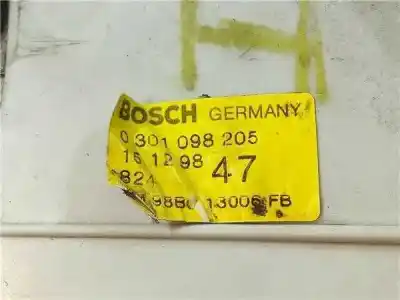 H
BOSCH GERMANY
0 301 098 205
16 12 98
824 47
98BG 13006 FB